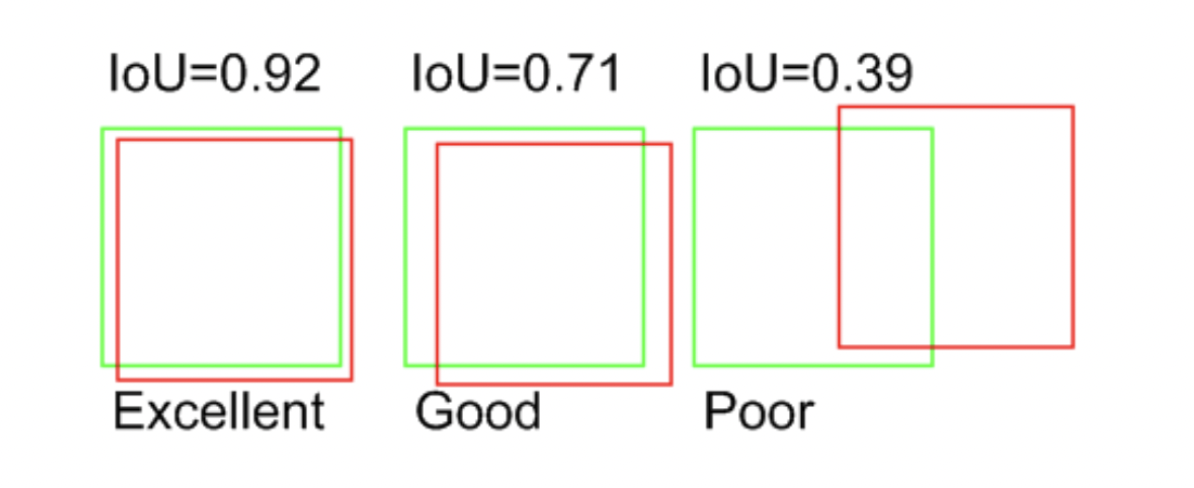 IoU=0.92 IoU=0.71 IoU=0.39
Excellent Good Poor